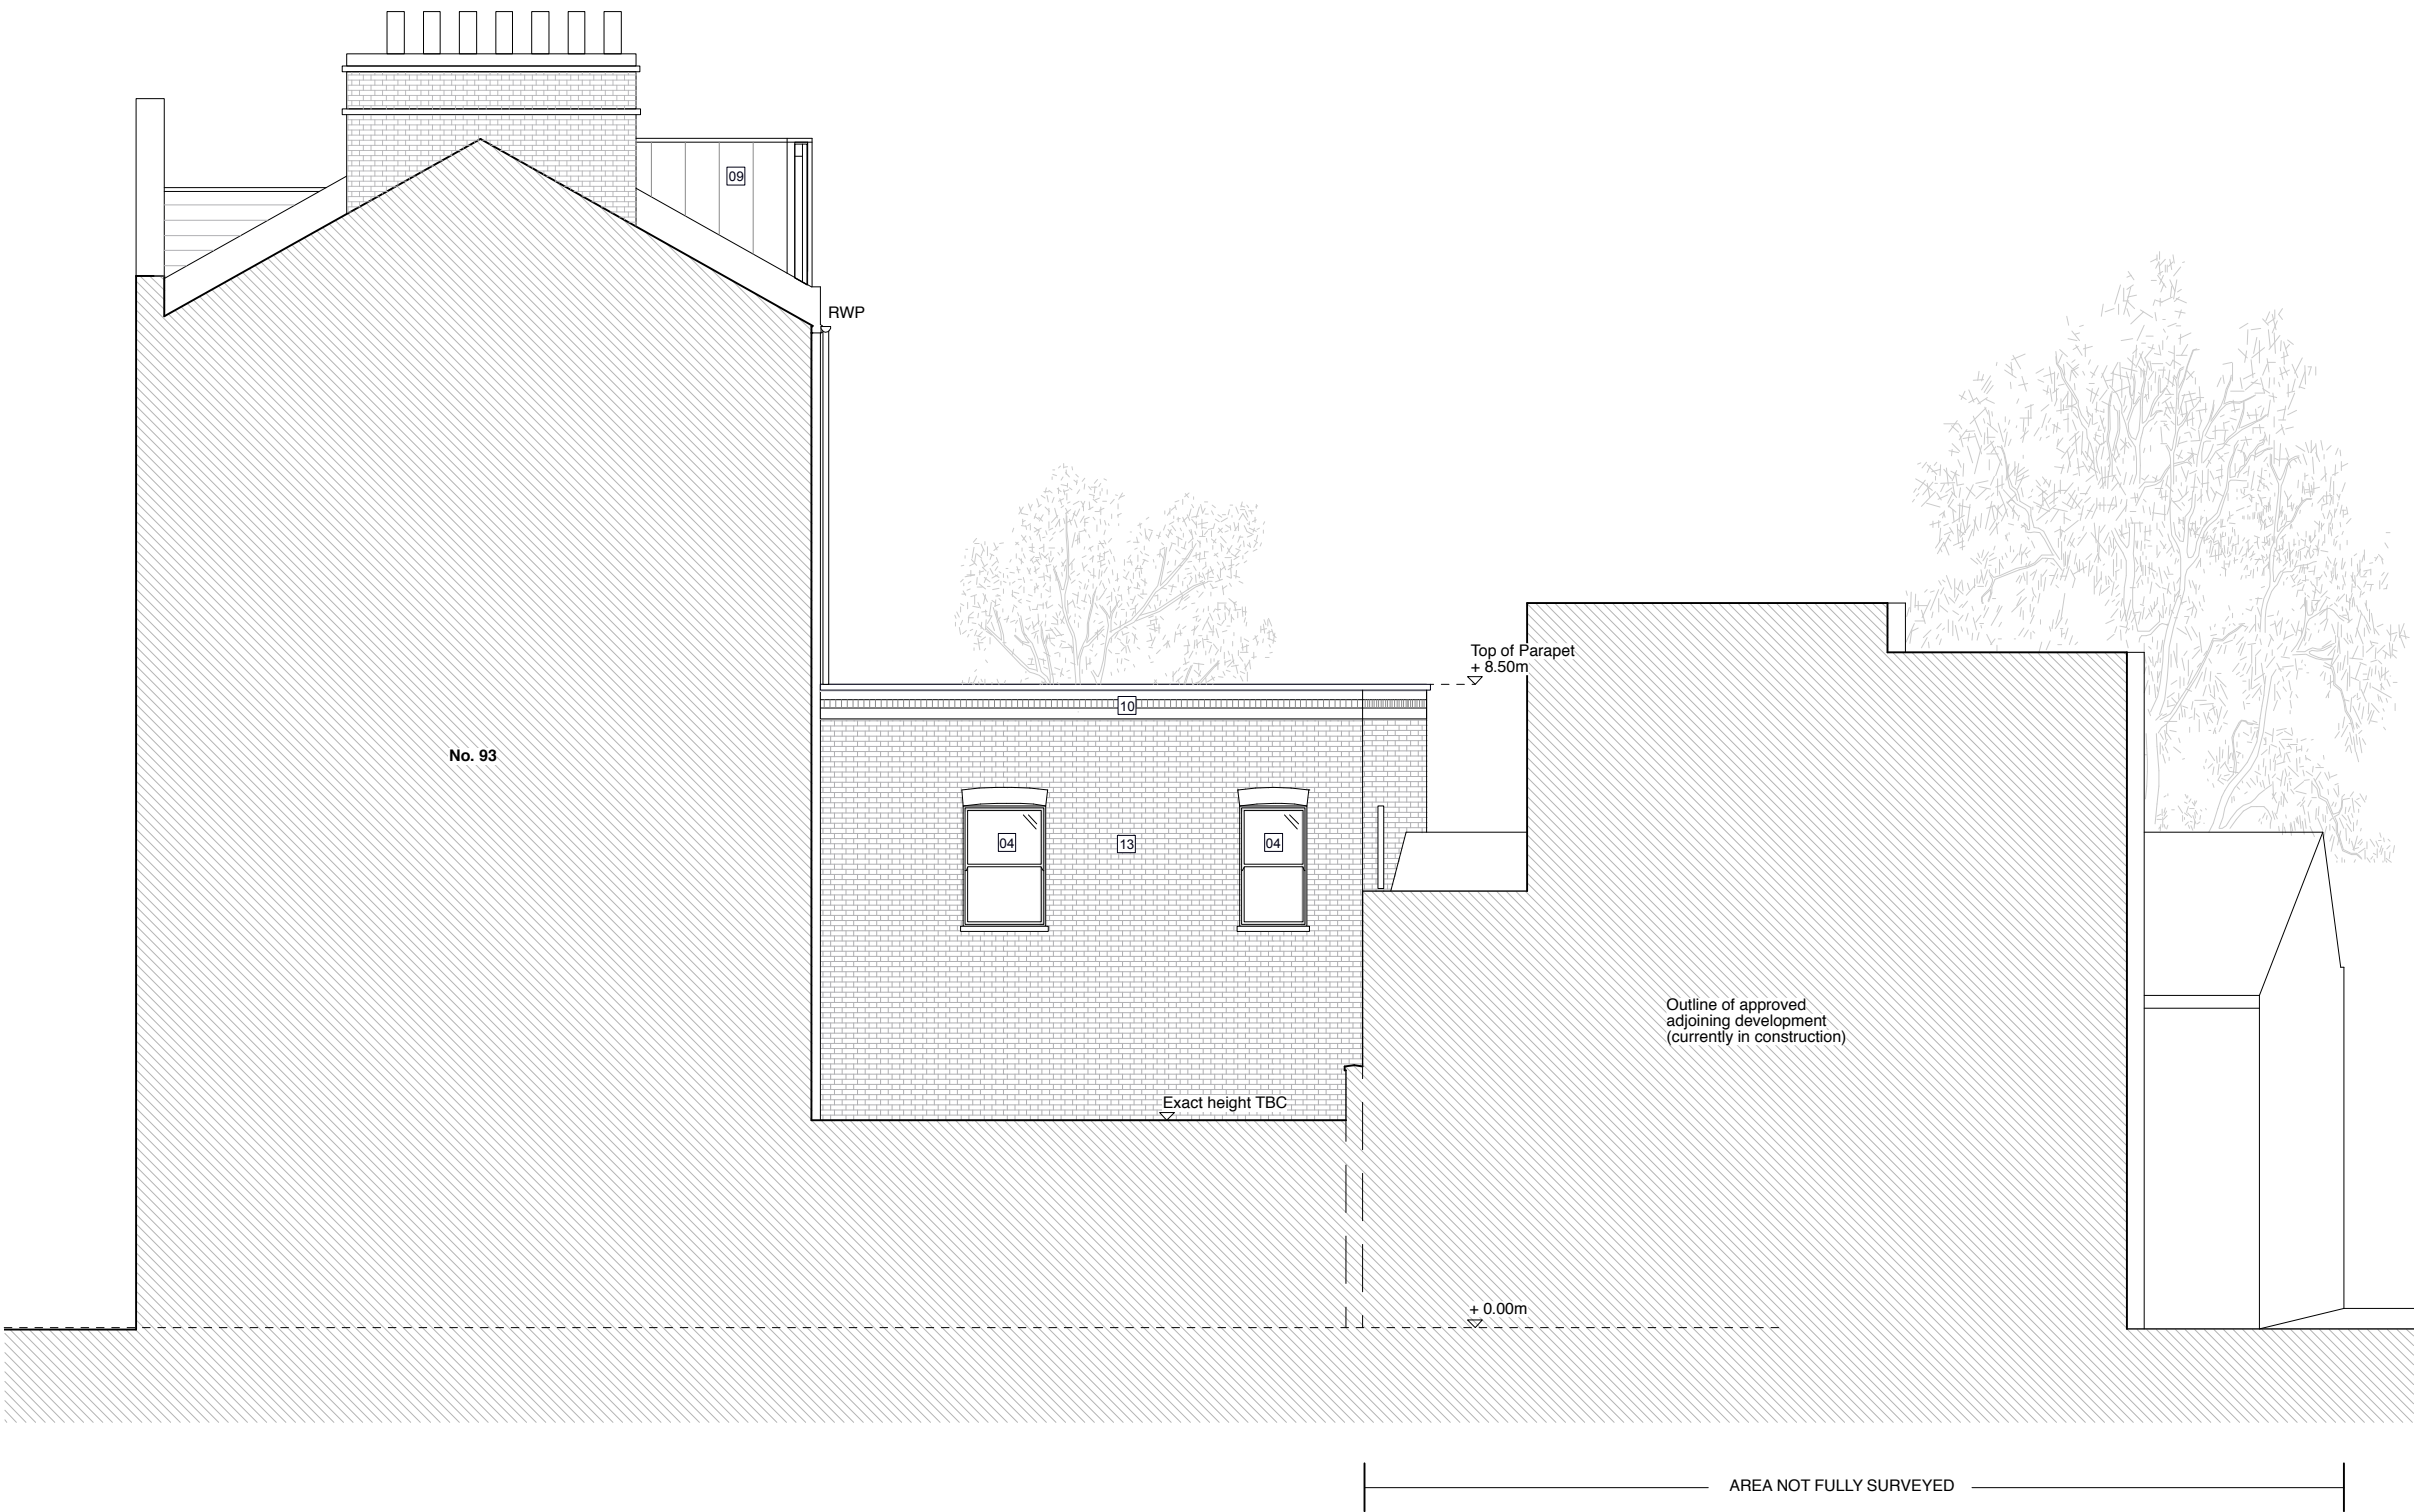 09
RWP
Top of Parapet
+ 8.50m
10
No. 93
04
13
04
Outline of approved
adjoining development
(currently in construction)
Exact height TBC
+ 0.00m
AREA NOT FULLY SURVEYED